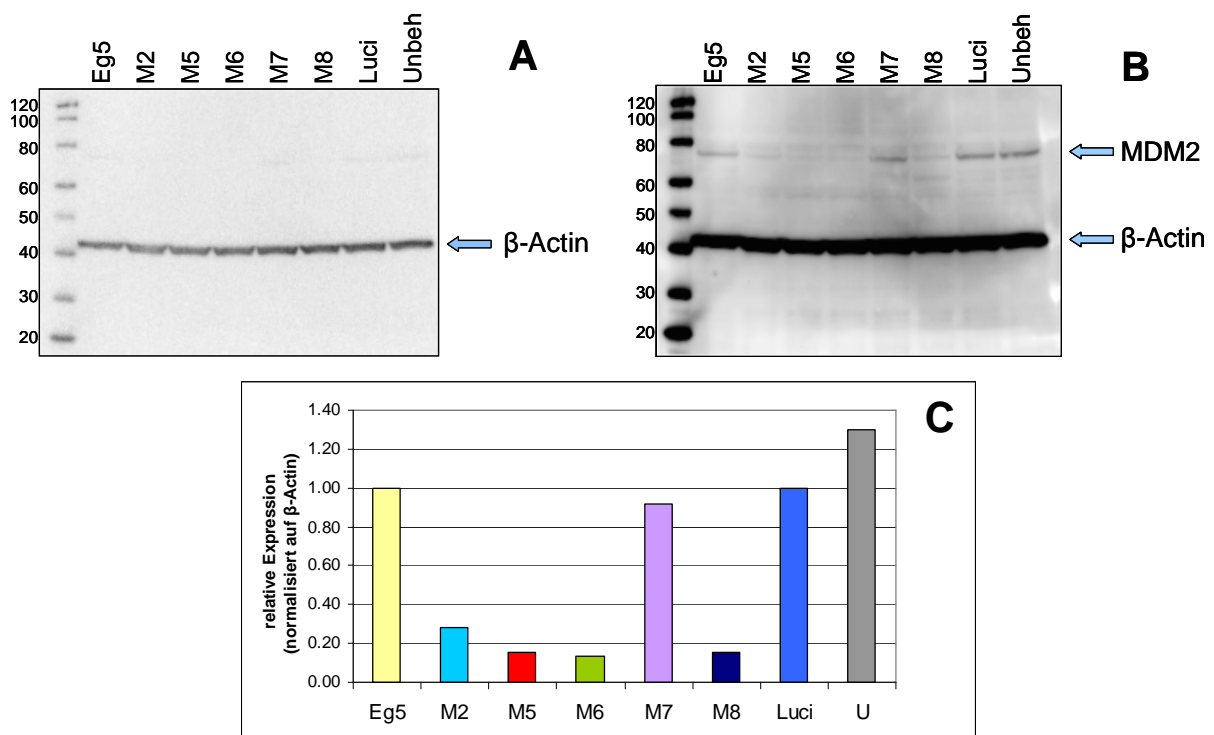 Eg5 M2 M5 M6 M7 M8 Luci Unbeh
A
120
100
80
60
50
40
30
20
β-Actin
Eg5 M2 M5 M6 M7 M8 Luci Unbeh
B
120
100
80
60
50
40
30
20
MDM2
β-Actin
C
relative Expression
(normalisiert auf β-Actin)
1.40
1.20
1.00
0.80
0.60
0.40
0.20
0.00
Eg5 M2 M5 M6 M7 M8 Luci U